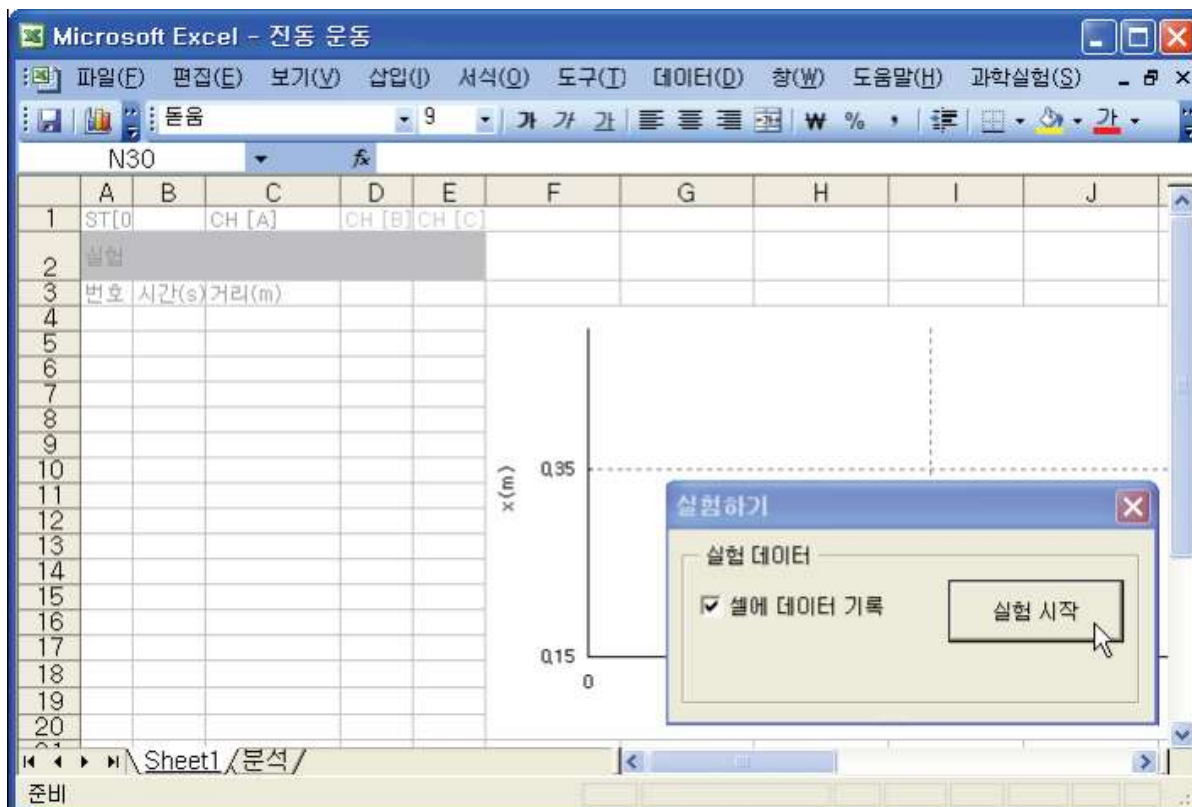 Microsoft Excel - 진동 운동
파일(F) 편집(E) 보기(V) 삽입(I) 서식(O) 도구(T) 데이터(D) 창(W) 도움말(H) 과학실험(S)
돋움 9 가 가 가 ₩ % , 가
N30 fx
A B C D E F G H I J
1 ST[0 CH [A] CH [B] CH [C]
2 실험
3 번호 시간(s) 거리(m)
4
5
6
7
8
9
10
11
12
13
14
15
16
17
18
19
20
x(m)
0,35
0,15
0
실험하기
실험 데이터
셀에 데이터 기록
실험 시작
Sheet1 분석
준비